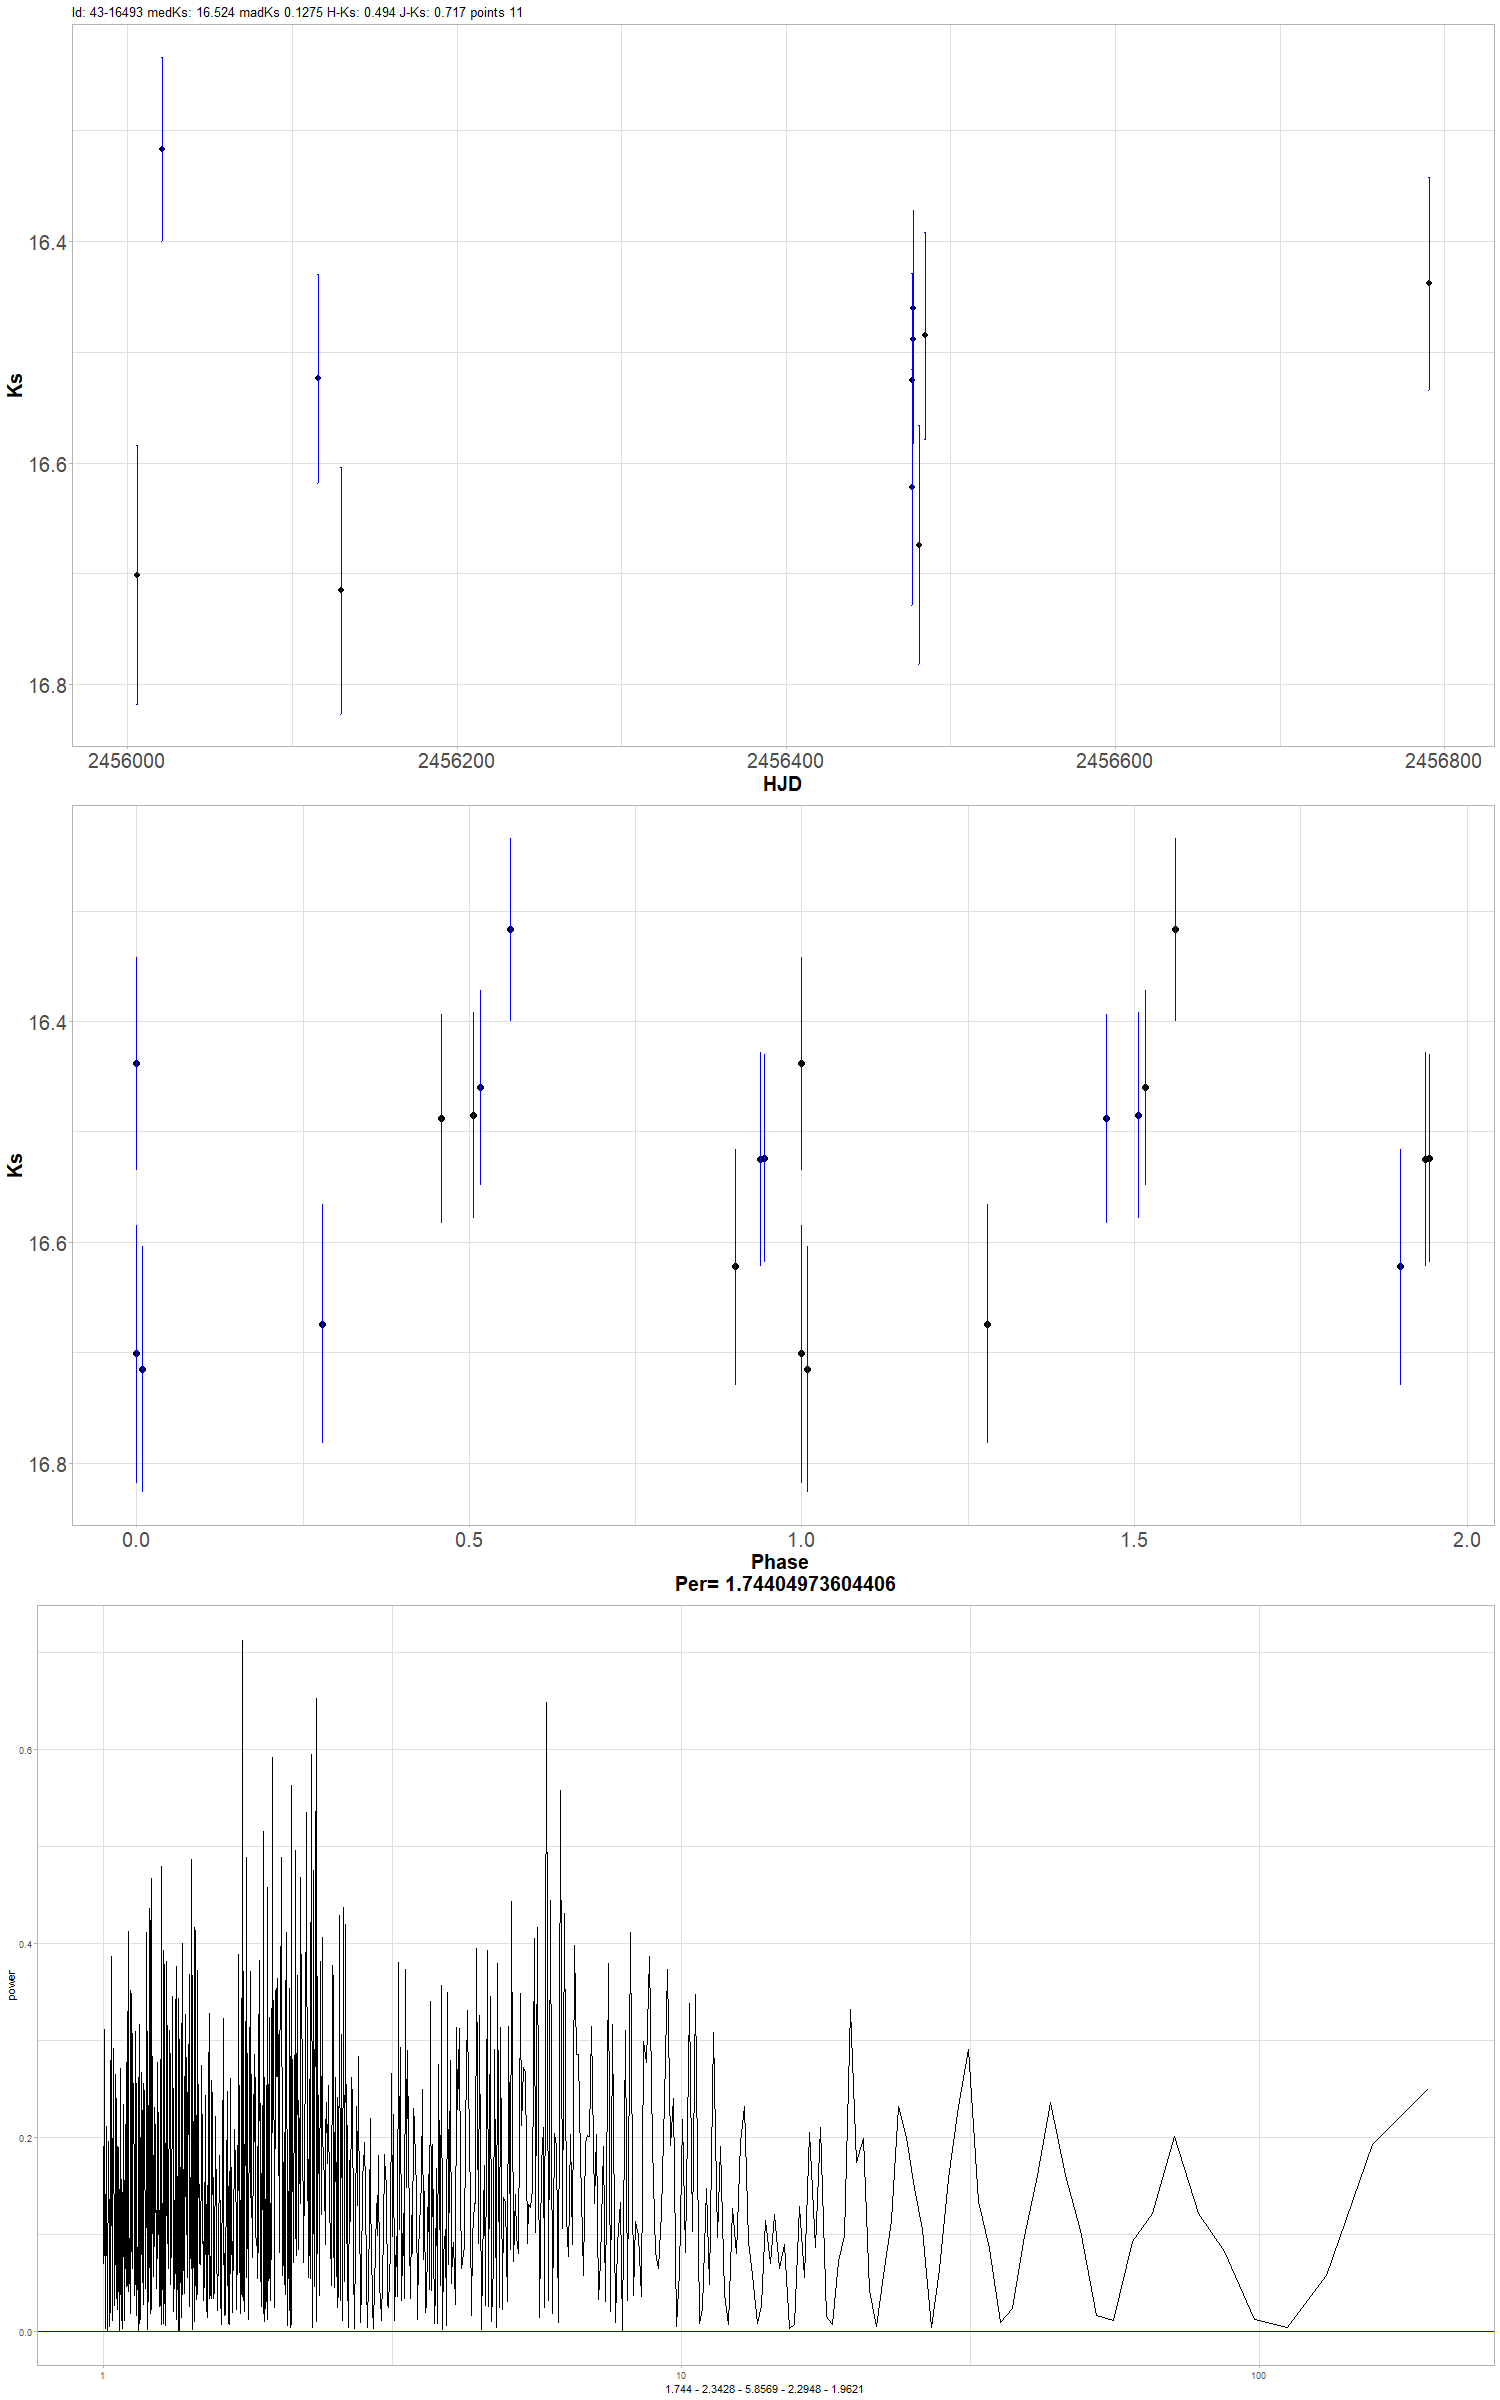 Id: 43-16493 medKs: 16.524 madKs 0.1275 H-Ks: 0.494 J-Ks: 0.717 points 11
16.4
16.6
16.8
Ks
2456000 2456200 2456400 2456600 2456800
HJD
16.4
16.6
16.8
Ks
0.0 0.5 1.0 1.5 2.0
Phase
Per= 1.74404973604406
0.6
0.4
0.2
0.0
power
1 10 100
1.744 - 2.3428 - 5.8569 - 2.2948 - 1.9621